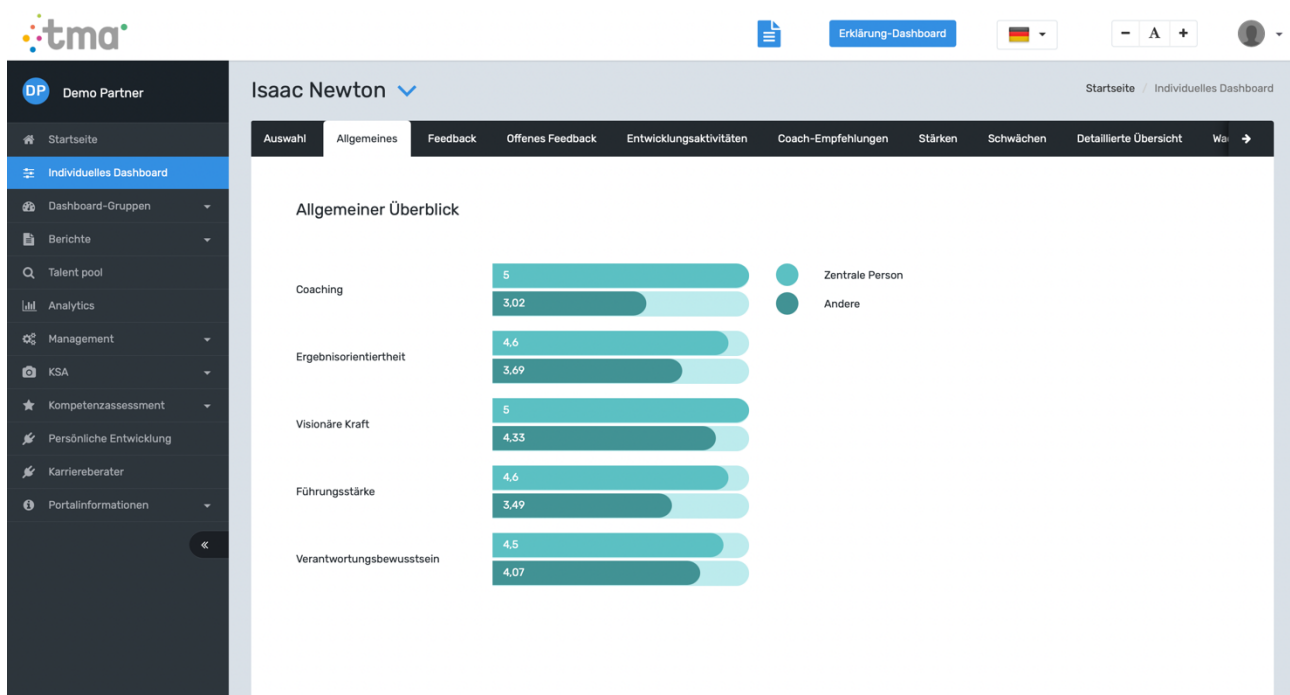 tma
Erklärung-Dashboard
A
DP Demo Partner
Startseite
Individuelles Dashboard
Dashboard-Gruppen
Berichte
Talent pool
Analytics
Management
KSA
Kompetenzassessment
Persönliche Entwicklung
Karriereberater
Portalinformationen
Isaac Newton
Startseite / Individuelles Dashboard
Auswahl Allgemeines Feedback Offenes Feedback Entwicklungsaktivitäten Coach-Empfehlungen Stärken Schwächen Detaillierte Übersicht
Allgemeiner Überblick
Coaching
5
3,02
Zentrale Person
Andere
Ergebnisorientiertheit
4,6
3,69
Visionäre Kraft
5
4,33
Führungsstärke
4,6
3,49
Verantwortungsbewusstsein
4,5
4,07